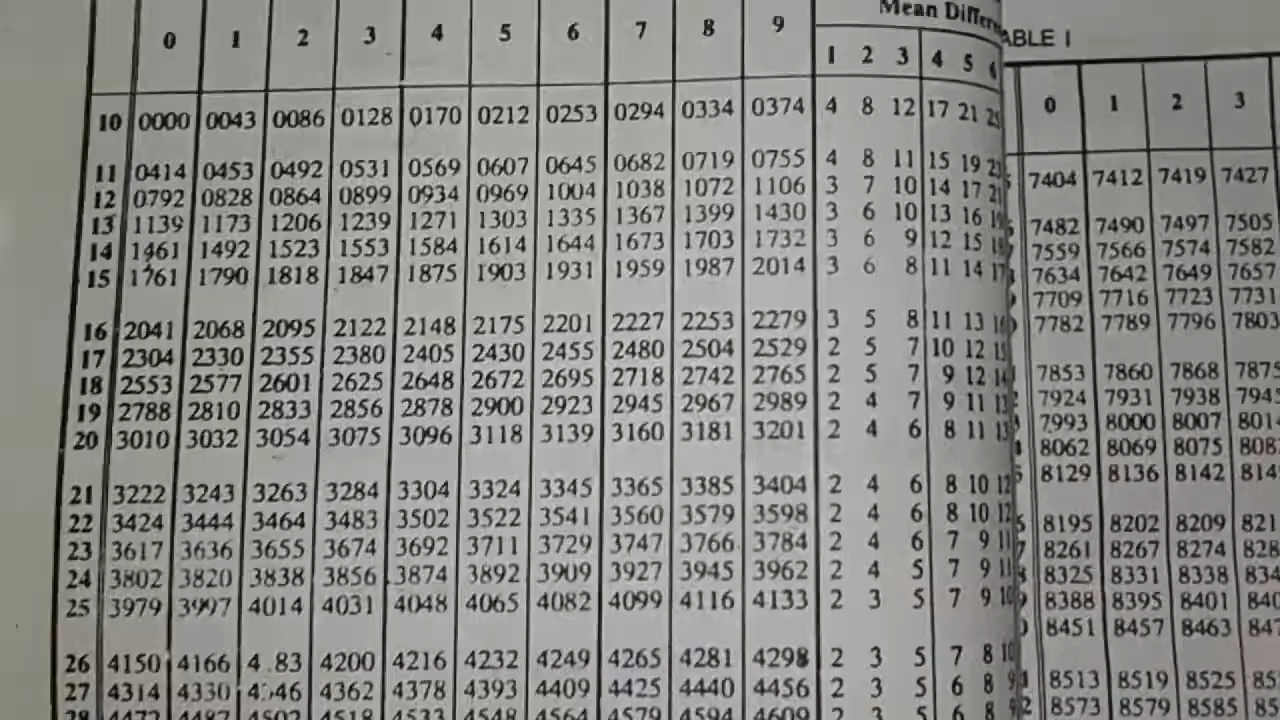 Mean Differe
0 1 2 3 4 5 6 7 8 9 1 2 3 4 5 6
10 0000 0043 0086 0128 0170 0212 0253 0294 0334 0374 4 8 12 17 21 25
11 0414 0453 0492 0531 0569 0607 0645 0682 0719 0755 4 8 11 15 19
12 0792 0828 0864 0899 0934 0969 1004 1038 1072 1106 3 7 10 14 17 21
13 1139 1173 1206 1239 1271 1303 1335 1367 1399 1430 3 6 10 13 16 19
14 1461 1492 1523 1553 1584 1614 1644 1673 1703 1732 3 6 9 12 15
15 1761 1790 1818 1847 1875 1903 1931 1959 1987 2014 3 6 8 11 14 17
16 2041 2068 2095 2122 2148 2175 2201 2227 2253 2279 3 5 8 11 13 16
17 2304 2330 2355 2380 2405 2430 2455 2480 2504 2529 2 5 7 10 12 15
18 2553 2577 2601 2625 2648 2672 2695 2718 2742 2765 2 5 7 9 12 14
19 2788 2810 2833 2856 2878 2900 2923 2945 2967 2989 2 4 7 9 11 13
20 3010 3032 3054 3075 3096 3118 3139 3160 3181 3201 2 4 6 8 11 13
21 3222 3243 3263 3284 3304 3324 3345 3365 3385 3404 2 4 6 8 10 12
22 3424 3444 3464 3483 3502 3522 3541 3560 3579 3598 2 4 6 8 10 12
23 3617 3636 3655 3674 3692 3711 3729 3747 3766 3784 2 4 6 7 9 11
24 3802 3820 3838 3856 3874 3892 3909 3927 3945 3962 2 4 5 7 9 11
25 3979 3997 4014 4031 4048 4065 4082 4099 4116 4133 2 3 5 7 9 10
26 4150 4166 4 83 4200 4216 4232 4249 4265 4281 4298 2 3 5 7 8 10
27 4314 4330 4346 4362 4378 4393 4409 4425 4440 4456 2 3 5 6 8 9
28 4472 4487 4502 4518 4533 4548 4564 4579 4594 4609 2 3 5 6 8 9
ABLE I
0 1 2 3
7404 7412 7419 7427
7482 7490 7497 7505
7559 7566 7574 7582
7634 7642 7649 7657
7709 7716 7723 7731
7782 7789 7796 7803
7853 7860 7868 7875
7924 7931 7938 794
7993 8000 8007 801
8062 8069 8075 808
8129 8136 8142 814
8195 8202 8209 821
8261 8267 8274 828
8325 8331 8338 834
8388 8395 8401 840
8451 8457 8463 847
8513 8519 8525 85
8573 8579 8585 85